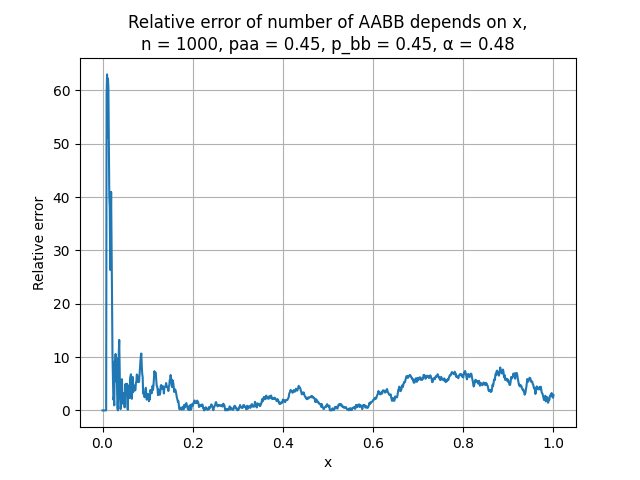 Relative error of number of AABB depends on x,
n = 1000, paa = 0.45, p_bb = 0.45, α = 0.48
Relative error
60
50
40
30
20
10
0
0.0 0.2 0.4 0.6 0.8 1.0
x